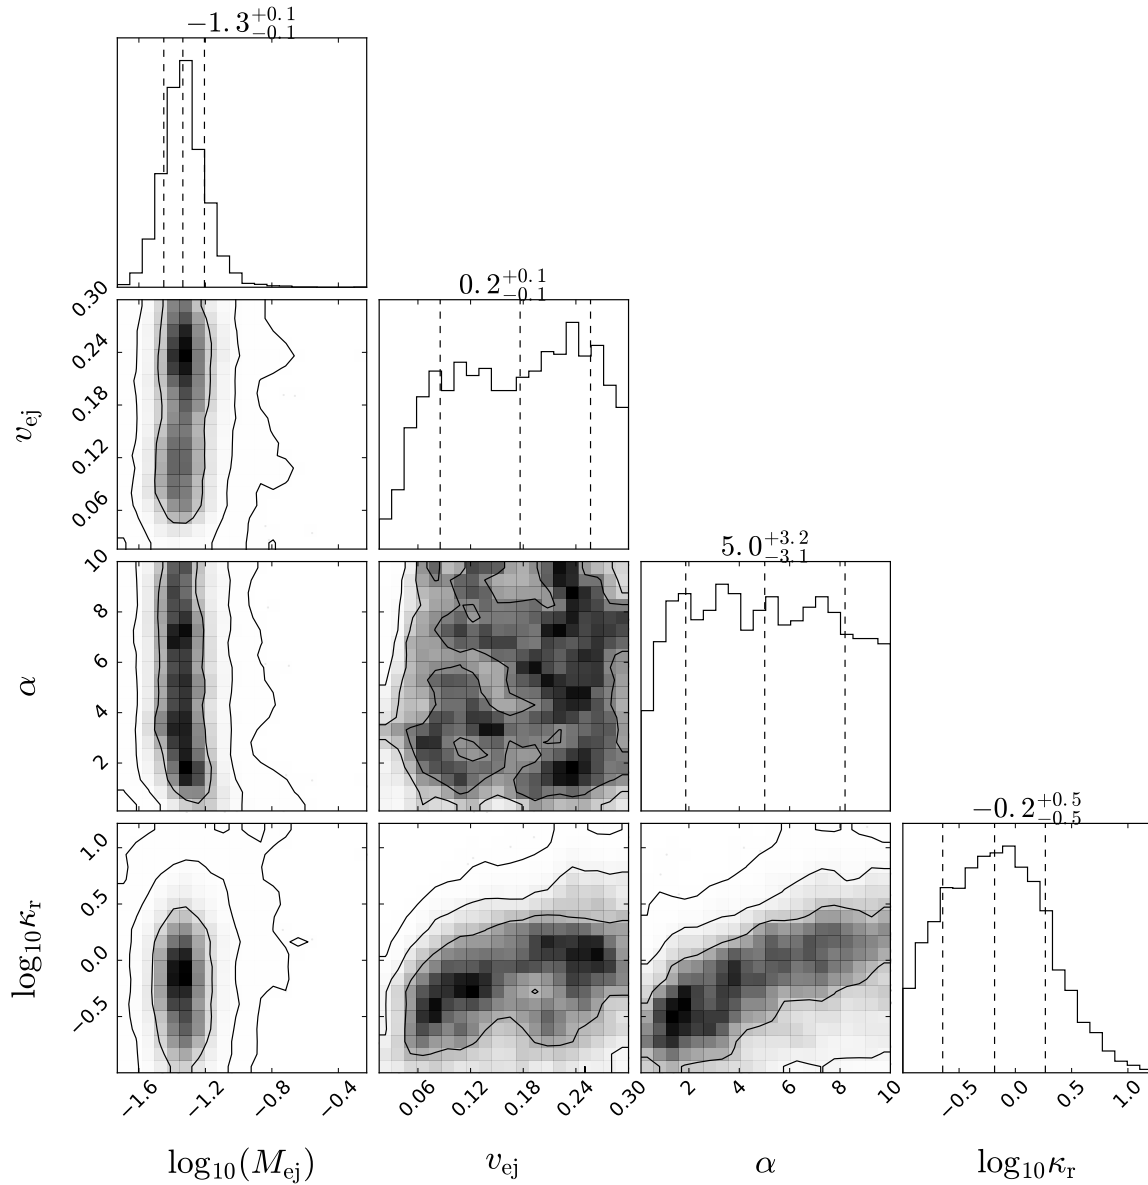 −1.3^{+0.1}_{−0.1}
0.2^{+0.1}_{−0.1}
5.0^{+3.2}_{−3.1}
−0.2^{+0.5}_{−0.5}
v_ej
0.30
0.24
0.18
0.12
0.06
α
10
8
6
4
2
log₁₀κ_r
1.0
0.5
0.0
−0.5
−1.6 −1.2 −0.8 −0.4
0.06 0.12 0.18 0.24 0.30
2 4 6 8 10
−0.5 0.0 0.5 1.0
log₁₀(M_ej) v_ej α log₁₀κ_r